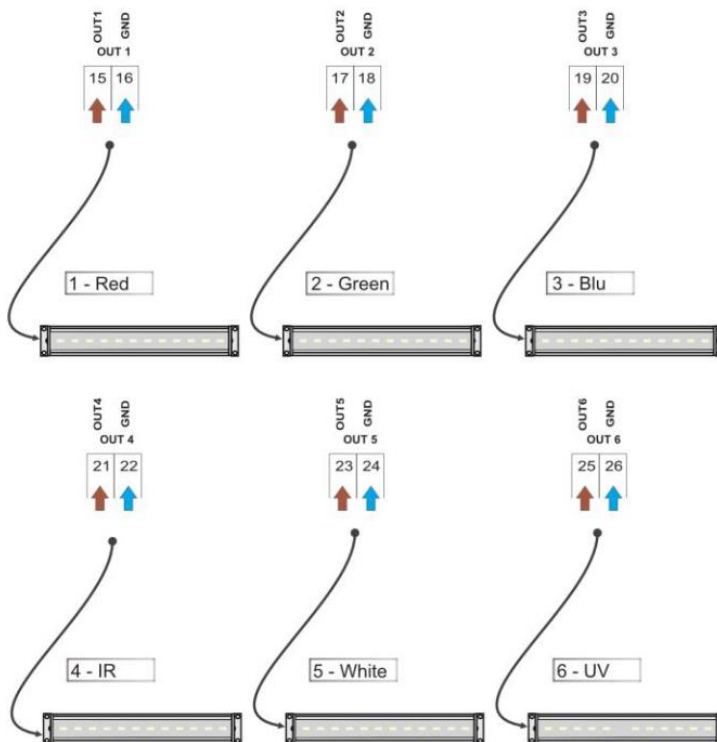 OUT1 GND
OUT 1
15 16
1 - Red
OUT2 GND
OUT 2
17 18
2 - Green
OUT3 GND
OUT 3
19 20
3 - Blu
OUT4 GND
OUT 4
21 22
4 - IR
OUT5 GND
OUT 5
23 24
5 - White
OUT6 GND
OUT 6
25 26
6 - UV